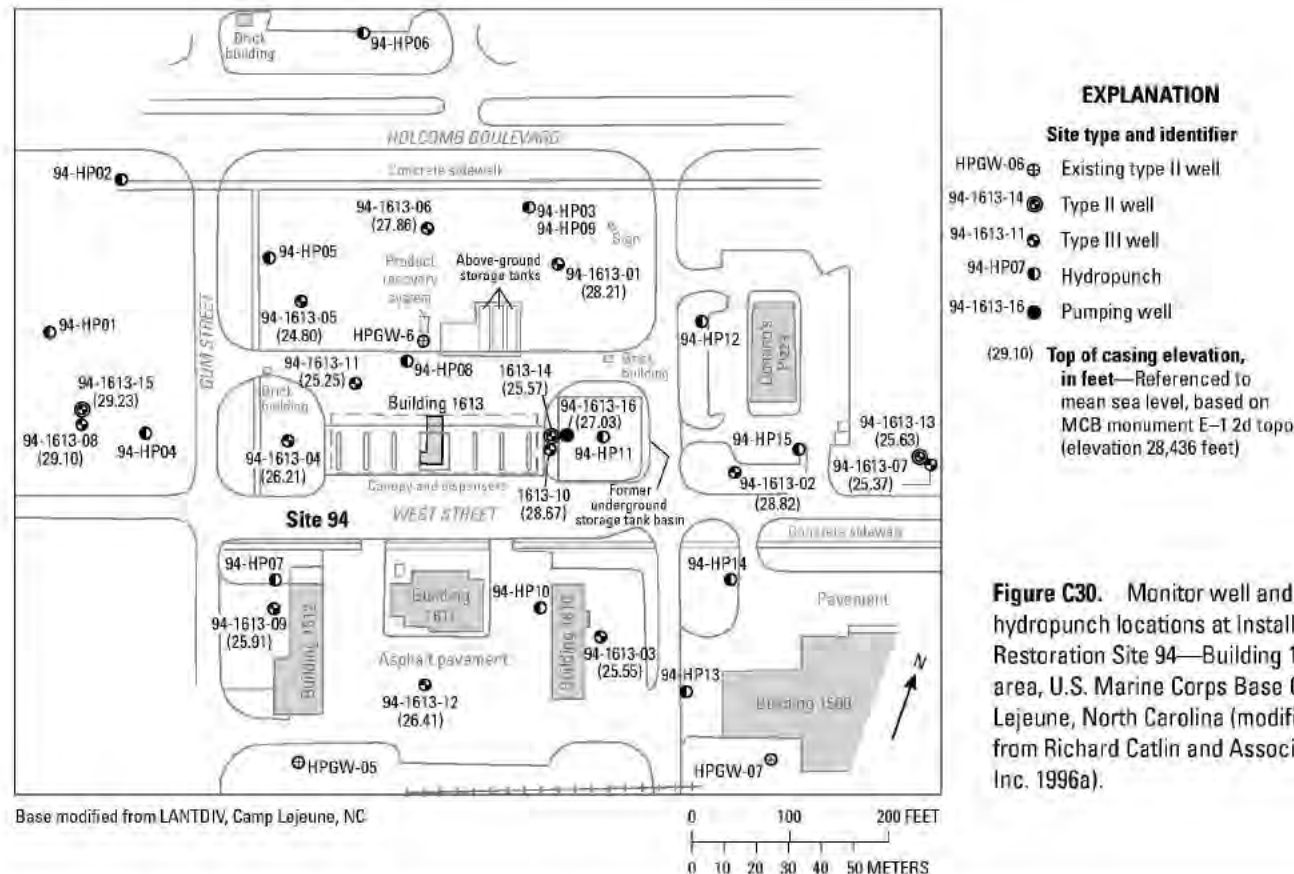 Brick
building
94-HP06
HOLCOMB BOULEVARD
94-HP02
Concrete sidewalk
94-1613-06
(27.86)
94-HP03
94-HP09
Sign
94-HP05
Product
recovery
system
Above-ground
storage tanks
94-1613-01
(28.21)
GUM STREET
94-1613-05
(24.80)
HPGW-6
94-HP01
94-HP12
Domino's
Pizza
94-1613-11
(25.25)
94-HP08
1613-14
(25.57)
Brick
building
94-1613-15
(29.23)
Brick
building
Building 1613
94-1613-16
(27.03)
94-1613-13
(25.63)
94-1613-08
(29.10)
94-HP04
94-1613-04
(26.21)
94-HP11
94-HP15
94-1613-07
(25.37)
94-1613-02
(28.82)
Canopy and dispensers
1613-10
(28.67)
Former
underground
storage tank basin
Site 94
WEST STREET
Concrete sidewalk
94-HP07
94-HP14
94-1613-09
(25.91)
Building 1612
Building
1611
94-HP10
Building 1610
94-1613-03
(25.55)
Pavement
Asphalt pavement
94-1613-12
(26.41)
94-HP13
N
HPGW-05
HPGW-07
Base modified from LANTDIV, Camp Lejeune, NC
0 100 200 FEET
0 10 20 30 40 50 METERS
EXPLANATION
Site type and identifier
HPGW-06 Existing type II well
94-1613-14 Type II well
94-1613-11 Type III well
94-HP07 Hydropunch
94-1613-16 Pumping well
(29.10) Top of casing elevation,
in feet—Referenced to
mean sea level, based on
MCB monument E–1 2d topo
(elevation 28,436 feet)
Figure C30. Monitor well and
hydropunch locations at Install
Restoration Site 94—Building 1
area, U.S. Marine Corps Base
Lejeune, North Carolina (modifi
from Richard Catlin and Associ
Inc. 1996a).